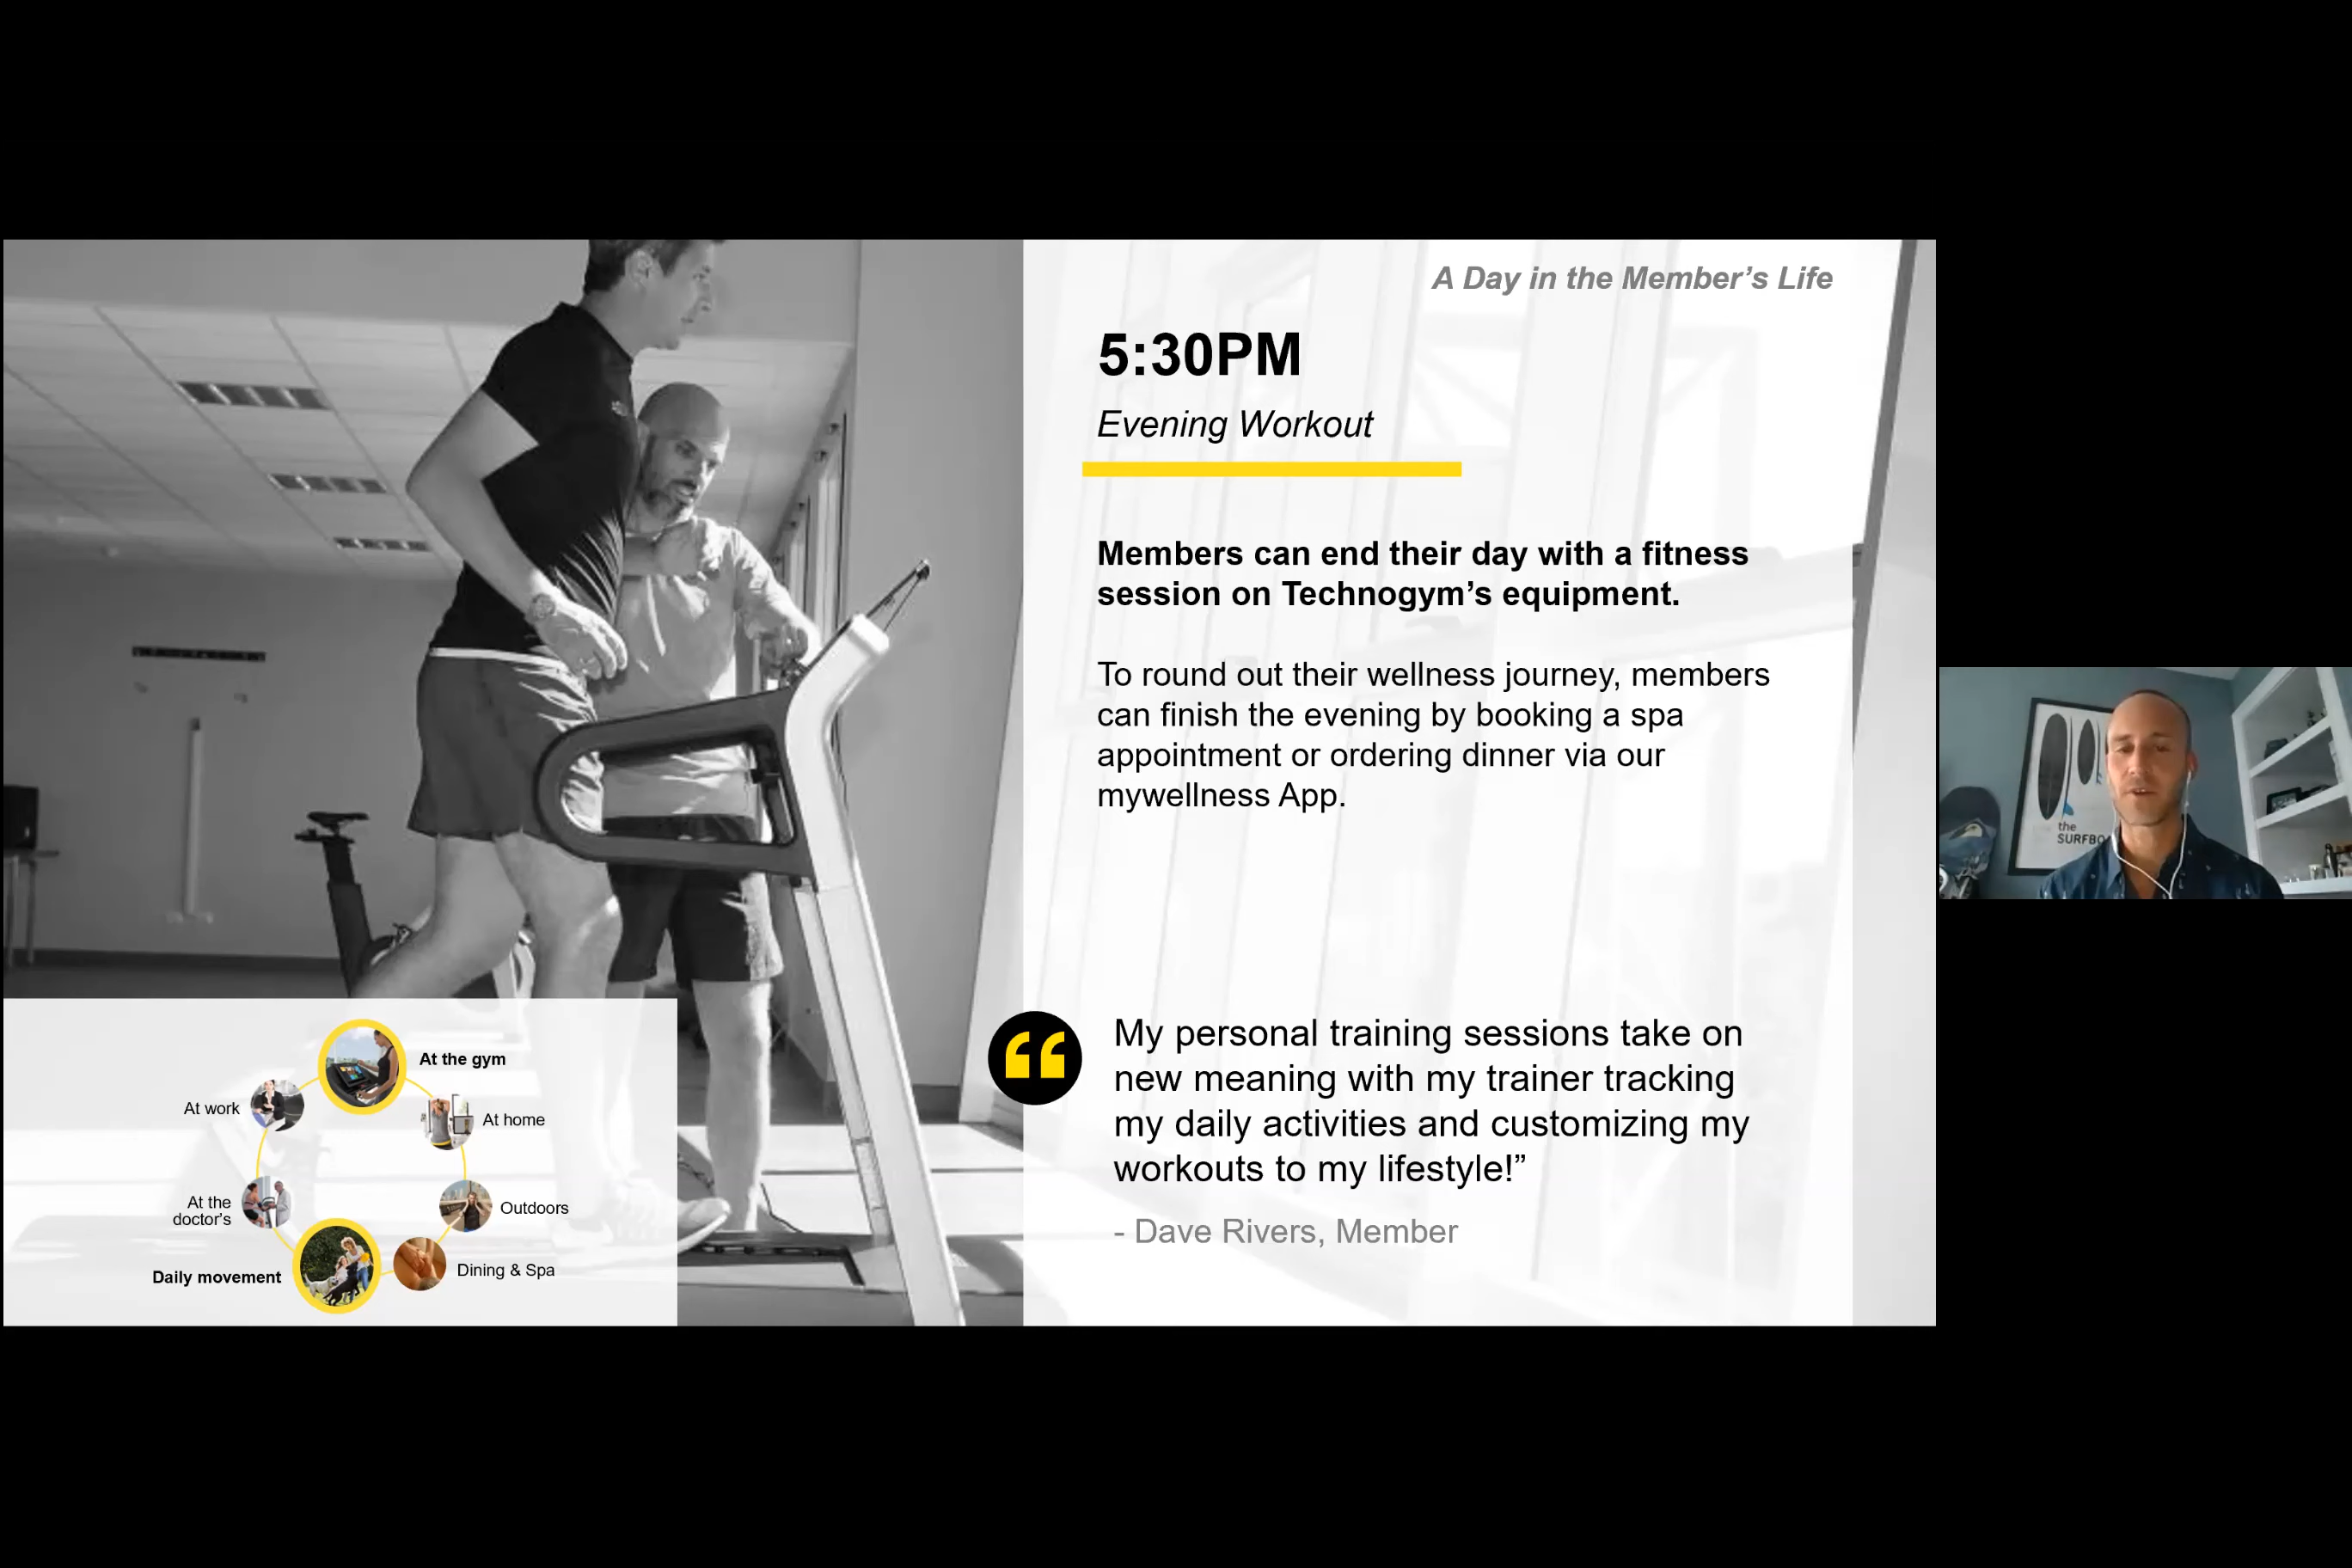 A Day in the Member’s Life
5:30PM
Evening Workout
Members can end their day with a fitness
session on Technogym’s equipment.
To round out their wellness journey, members
can finish the evening by booking a spa
appointment or ordering dinner via our
mywellness App.
“
My personal training sessions take on
new meaning with my trainer tracking
my daily activities and customizing my
workouts to my lifestyle!”
- Dave Rivers, Member
At the gym
At work
At home
At the
doctor’s
Outdoors
Daily movement
Dining & Spa
the
SURFBO